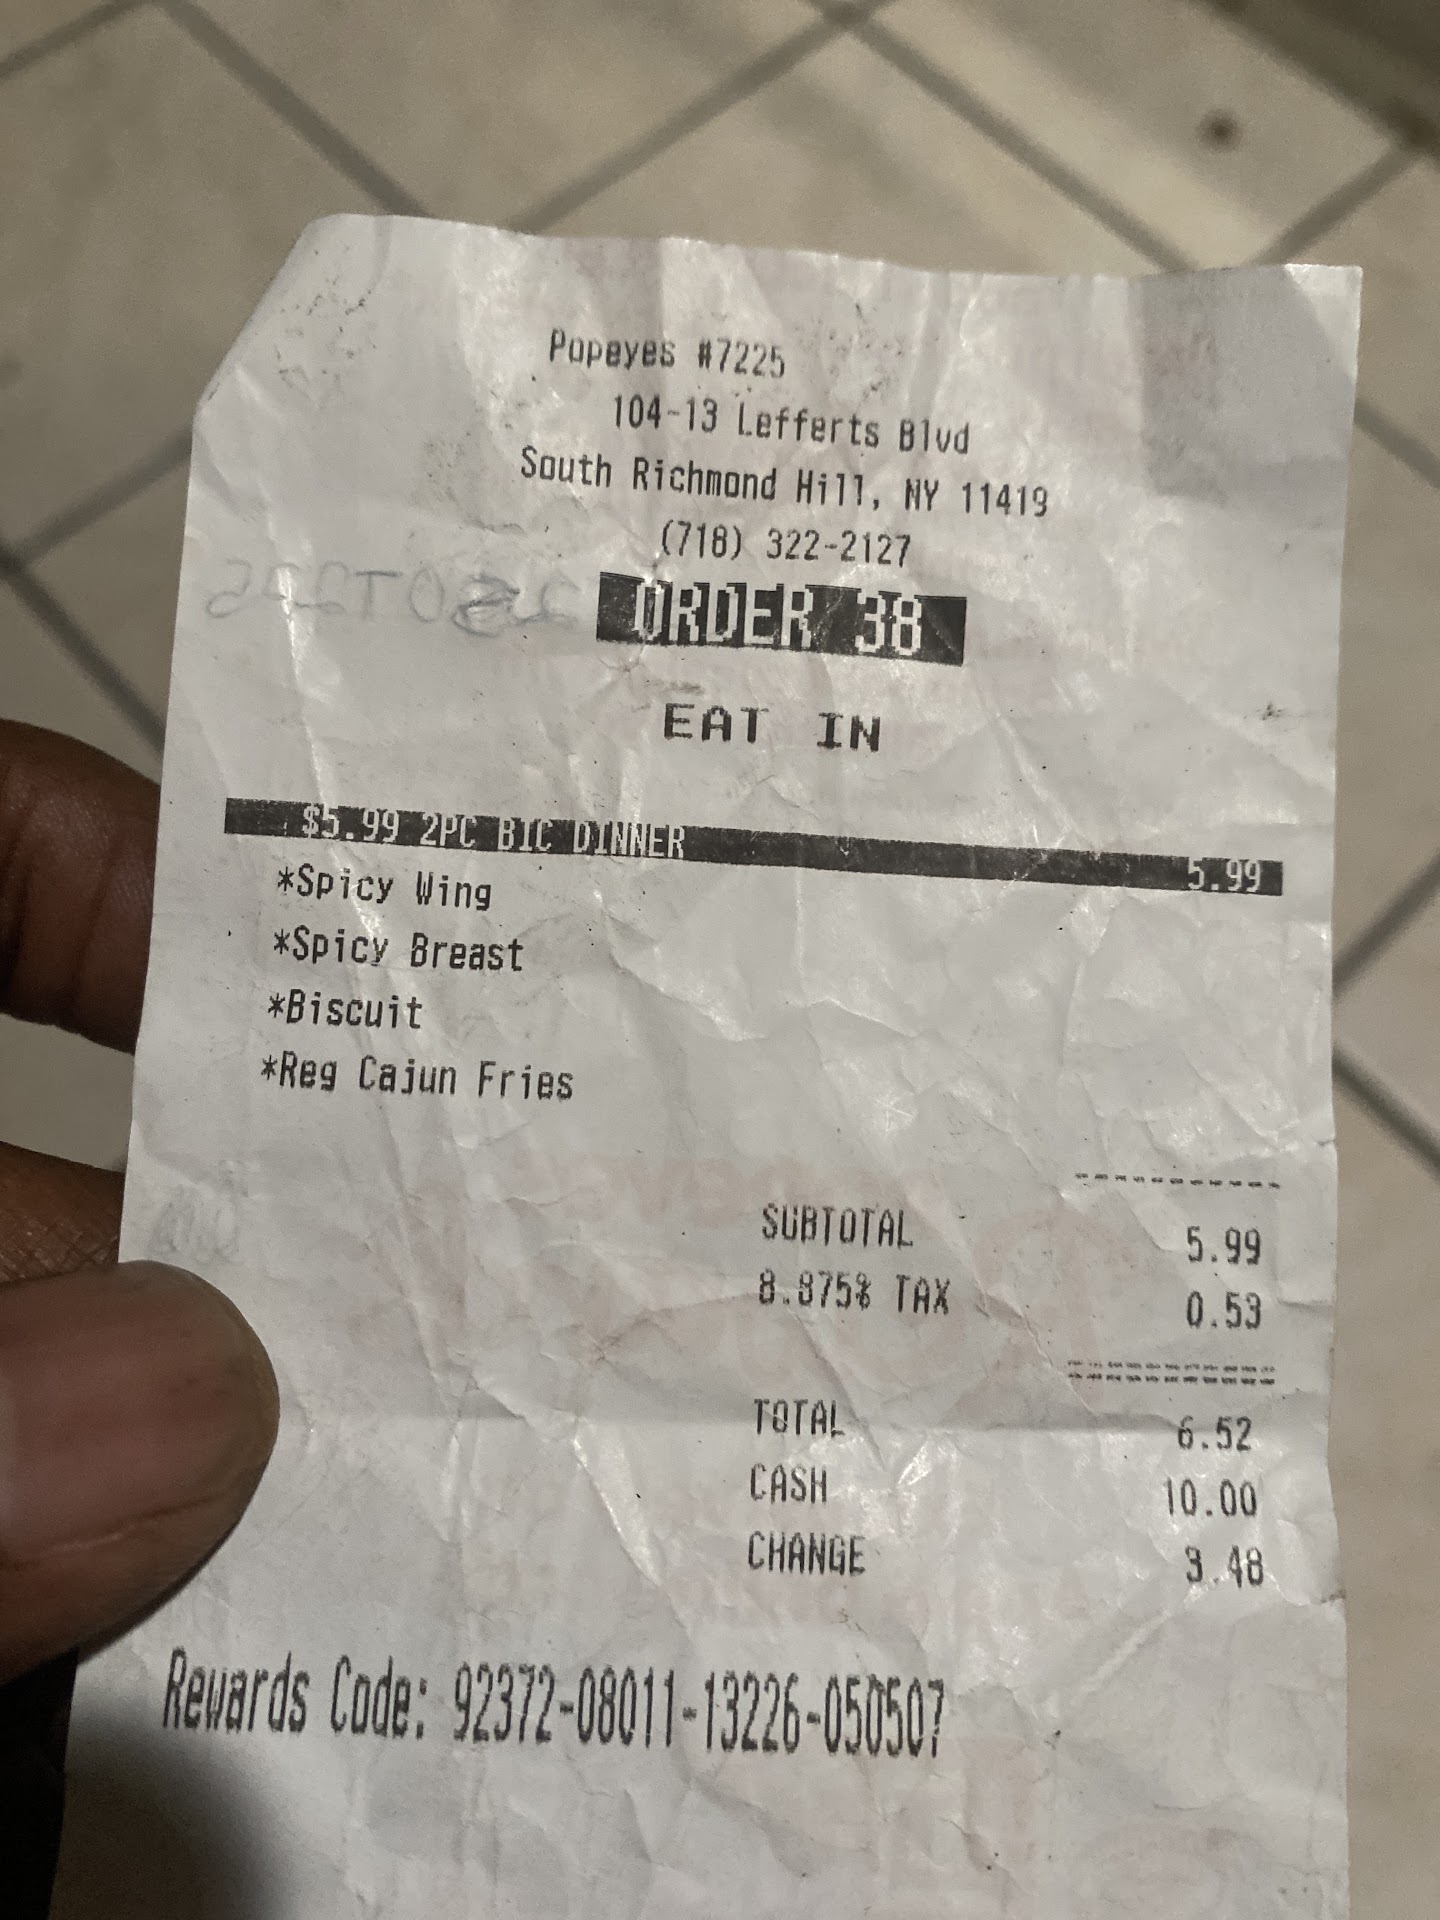 Popeyes #7225
104-13 Lefferts Blvd
South Richmond Hill, NY 11419
(718) 322-2127
ORDER 38
EAT IN
$5.99 2PC BIC DINNER 5.99
*Spicy Wing
*Spicy Breast
*Biscuit
*Reg Cajun Fries
SUBTOTAL 5.99
8.875% TAX 0.53
TOTAL 6.52
CASH 10.00
CHANGE 3.48
Rewards Code: 92372-08011-13226-050507